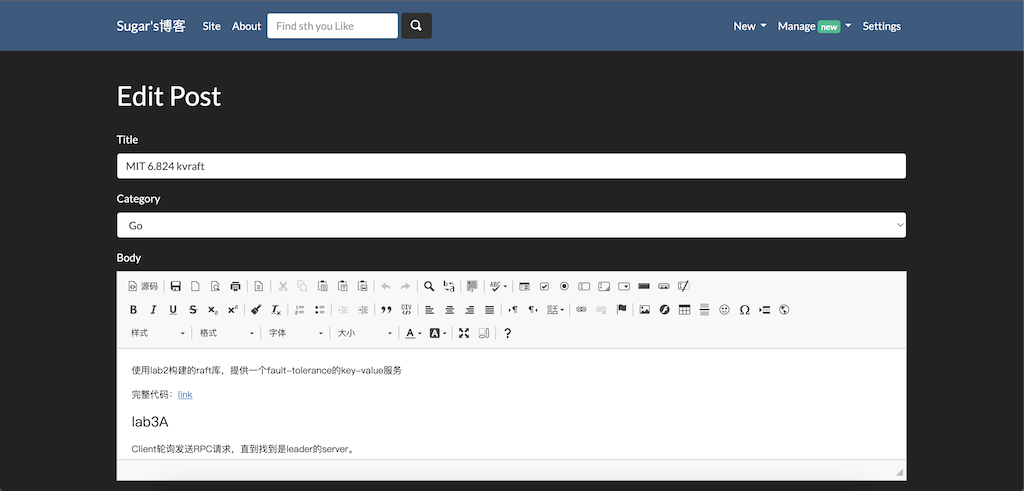 Sugar's博客 Site About Find sth you Like New Manage new Settings
Edit Post
Title
MIT 6.824 kvraft
Category
Go
Body
源码
样式 格式 字体 大小
使用lab2构建的raft库，提供一个fault-tolerance的key-value服务
完整代码：link
lab3A
Client轮询发送RPC请求，直到找到是leader的server。